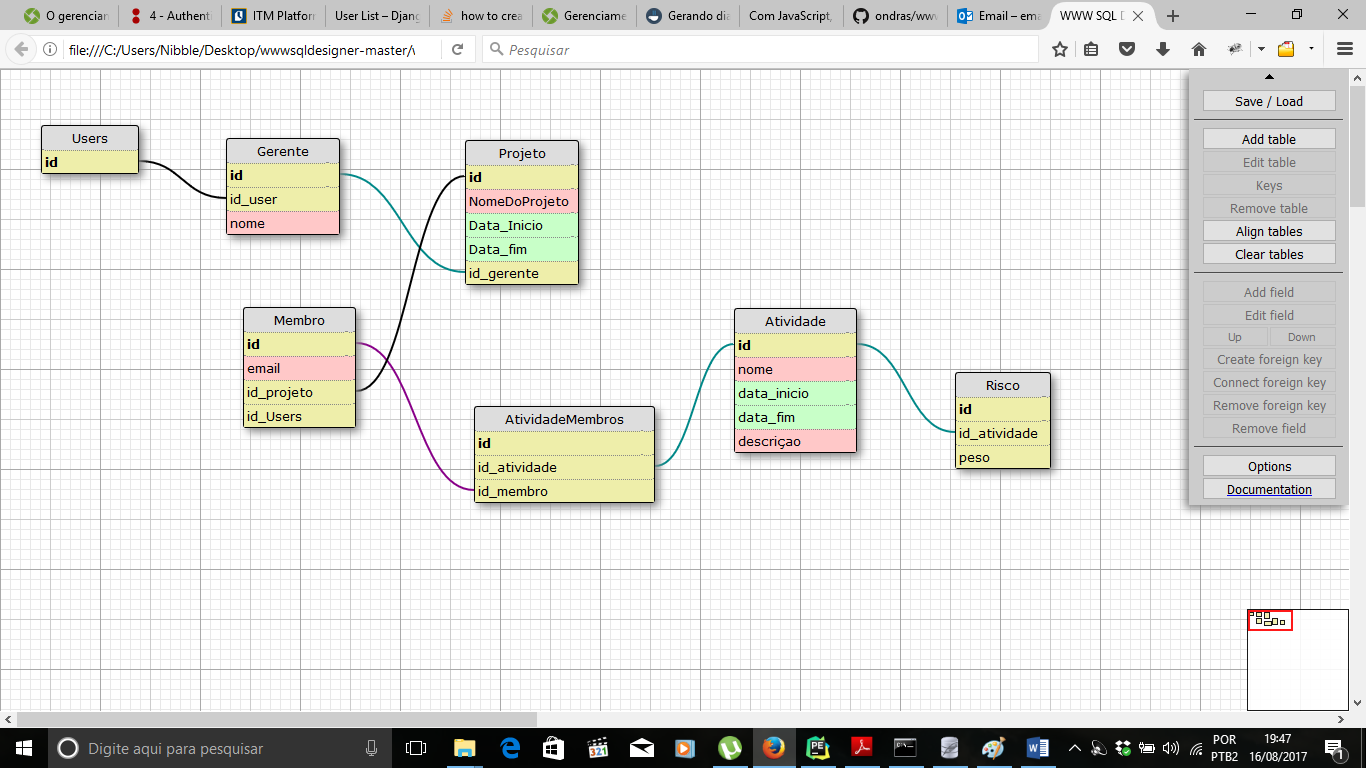 O gerenciam
4 - Authenti
ITM Platforr
User List – Djang
how to crea
Gerenciame
Gerando dia
Com JavaScript,
ondras/www
Email – ema
WWW SQL D
file:///C:/Users/Nibble/Desktop/wwwsqldesigner-master/v
Pesquisar
Users
id
Gerente
id
id_user
nome
Projeto
id
NomeDoProjeto
Data_Inicio
Data_fim
id_gerente
Membro
id
email
id_projeto
id_Users
AtividadeMembros
id
id_atividade
id_membro
Atividade
id
nome
data_inicio
data_fim
descriçao
Risco
id
id_atividade
peso
Save / Load
Add table
Edit table
Keys
Remove table
Align tables
Clear tables
Add field
Edit field
Up Down
Create foreign key
Connect foreign key
Remove foreign key
Remove field
Options
Documentation
Digite aqui para pesquisar
321
PE
POR
PTB2
19:47
16/08/2017
1